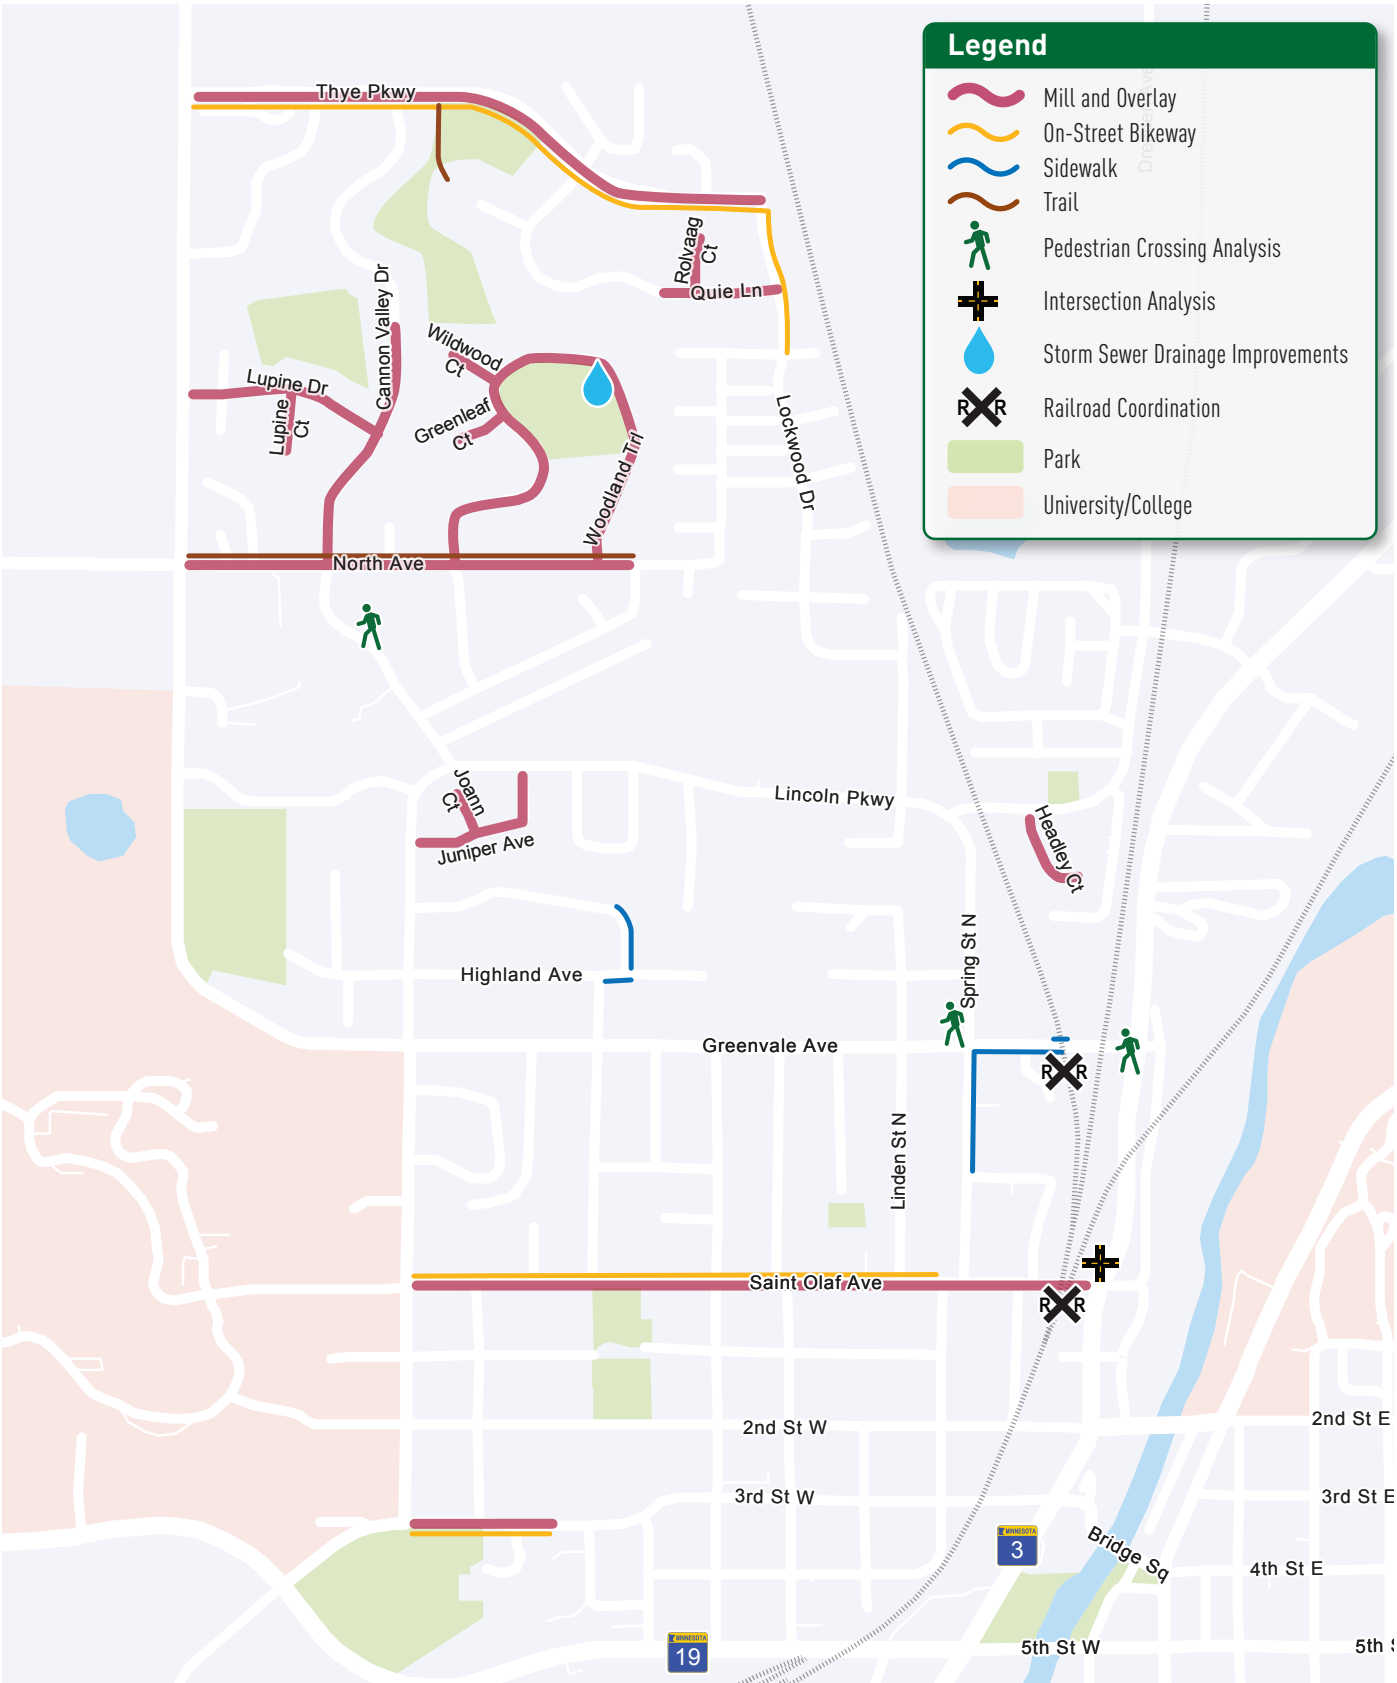 Legend
Mill and Overlay
On-Street Bikeway
Sidewalk
Trail
Pedestrian Crossing Analysis
Intersection Analysis
Storm Sewer Drainage Improvements
R R
Railroad Coordination
Park
University/College
Thye Pkwy
Rolvaag
Ct
Quie Ln
Cannon Valley Dr
Wildwood
Ct
Lupine Dr
Lupine
Ct
Greenleaf
Ct
Woodland Trl
Lockwood Dr
North Ave
Joann
Ct
Juniper Ave
Lincoln Pkwy
Headley Ct
Highland Ave
Spring St N
Greenvale Ave
R R
Linden St N
Saint Olaf Ave
R R
2nd St W
2nd St E
3rd St W
3rd St E
MINNESOTA
3
Bridge Sq
4th St E
MINNESOTA
19
5th St W
5th